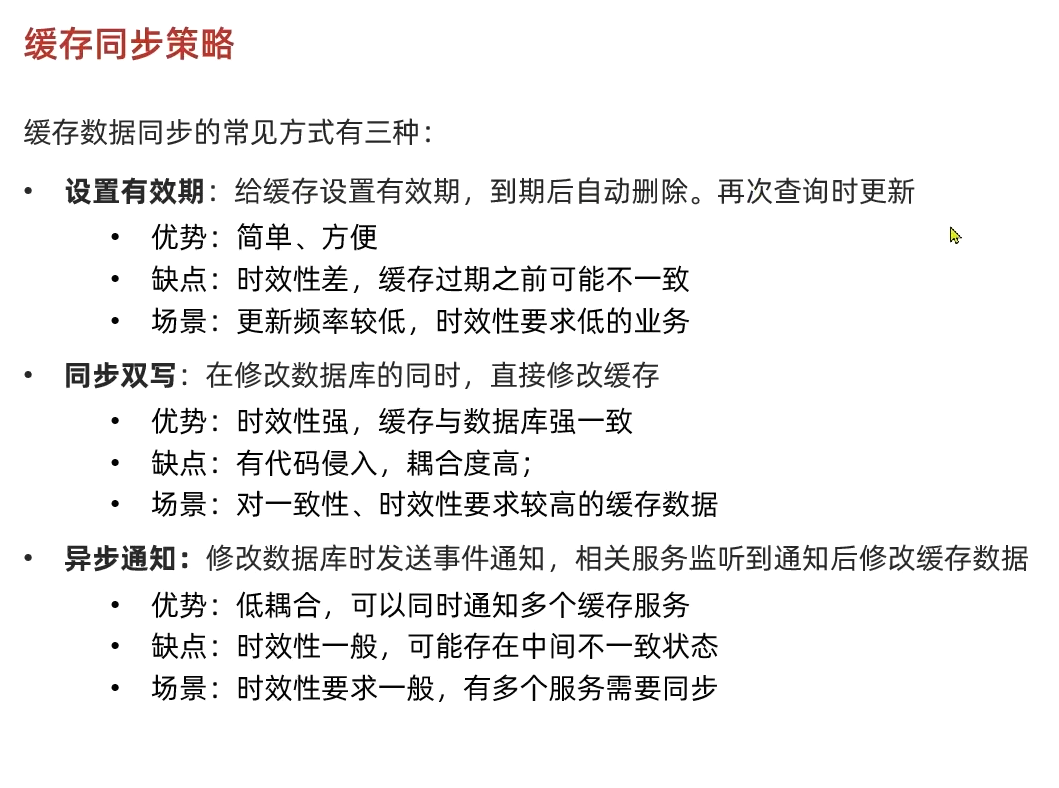 缓存同步策略
缓存数据同步的常见方式有三种：
• 设置有效期：给缓存设置有效期，到期后自动删除。再次查询时更新
• 优势：简单、方便
• 缺点：时效性差，缓存过期之前可能不一致
• 场景：更新频率较低，时效性要求低的业务
• 同步双写：在修改数据库的同时，直接修改缓存
• 优势：时效性强，缓存与数据库强一致
• 缺点：有代码侵入，耦合度高；
• 场景：对一致性、时效性要求较高的缓存数据
• 异步通知：修改数据库时发送事件通知，相关服务监听到通知后修改缓存数据
• 优势：低耦合，可以同时通知多个缓存服务
• 缺点：时效性一般，可能存在中间不一致状态
• 场景：时效性要求一般，有多个服务需要同步